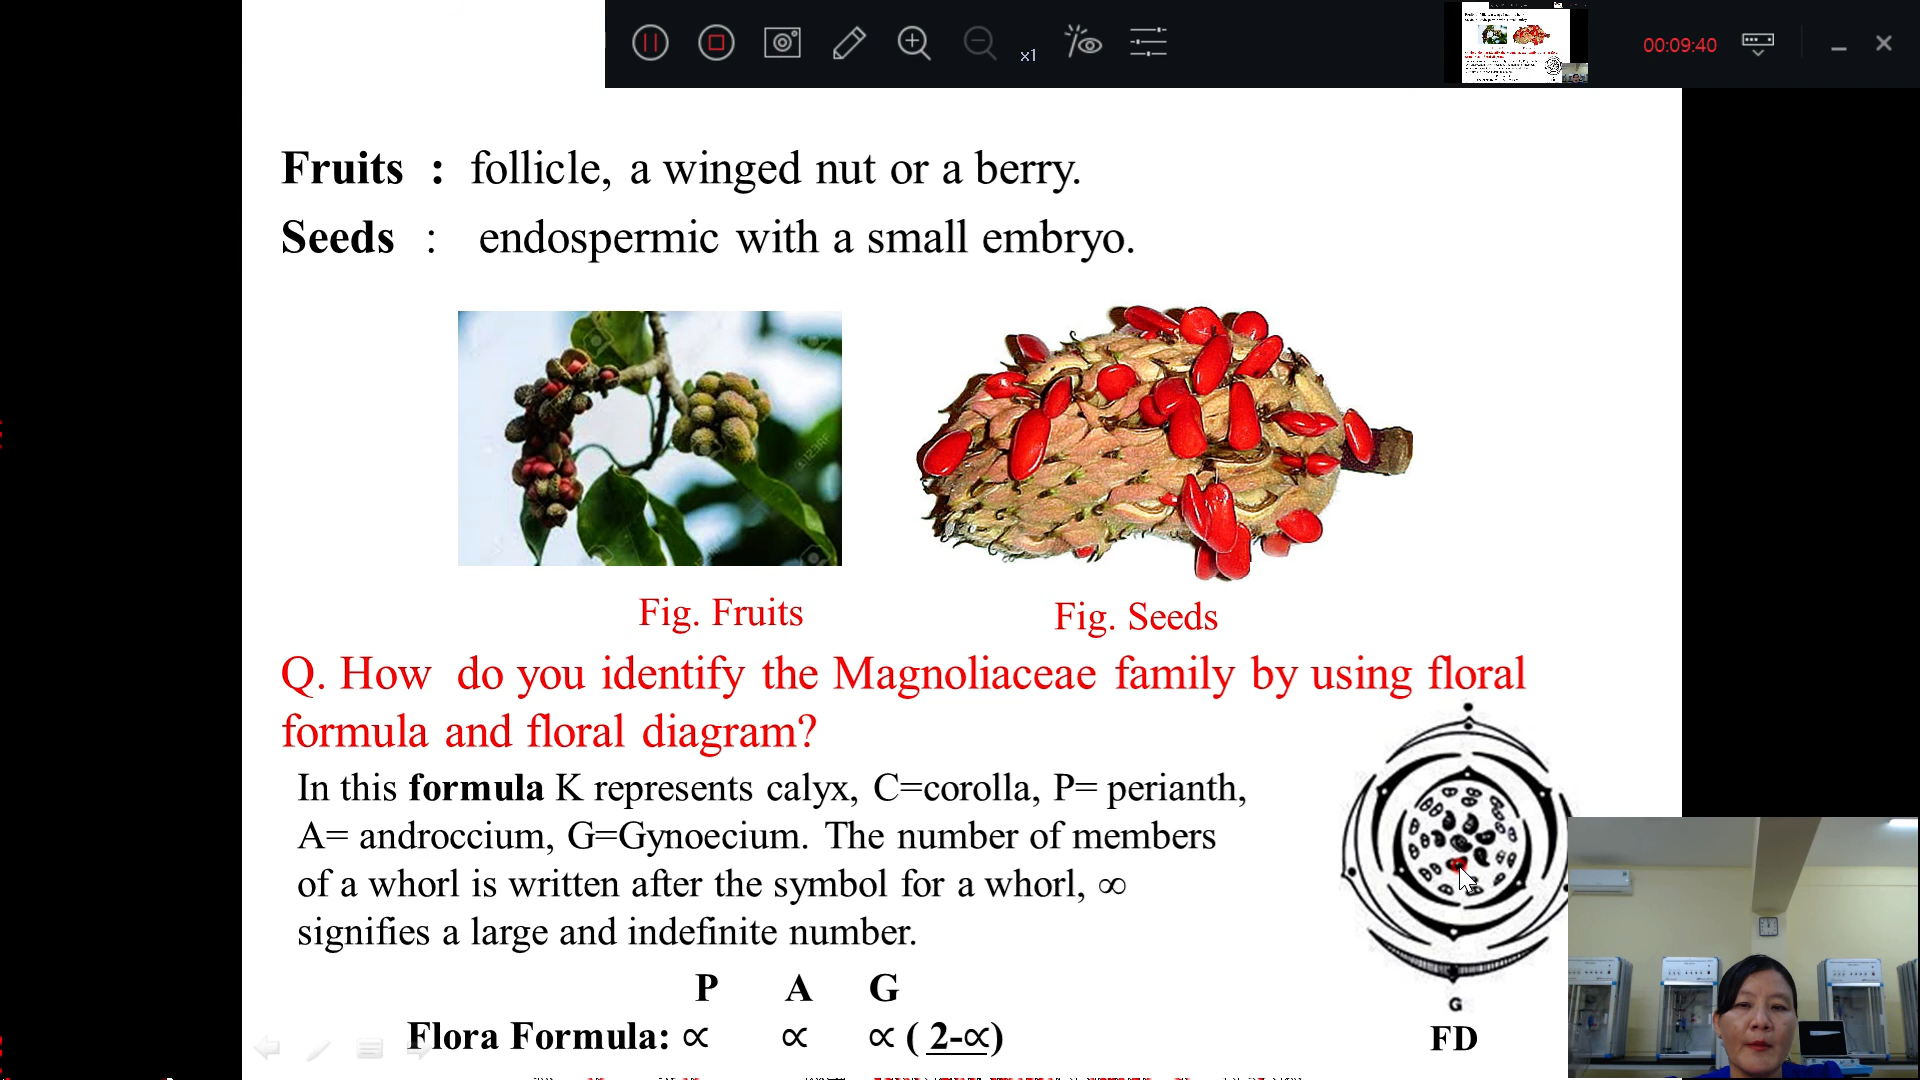 x1
00:09:40
Fruits : follicle, a winged nut or a berry.
Seeds : endospermic with a small embryo.
Fig. Fruits
Fig. Seeds
Q. How do you identify the Magnoliaceae family by using floral
formula and floral diagram?
In this formula K represents calyx, C=corolla, P= perianth,
A= androccium, G=Gynoecium. The number of members
of a whorl is written after the symbol for a whorl, ∞
signifies a large and indefinite number.
P A G
Flora Formula: ∝ ∝ ∝ ( 2-∝)
G
FD